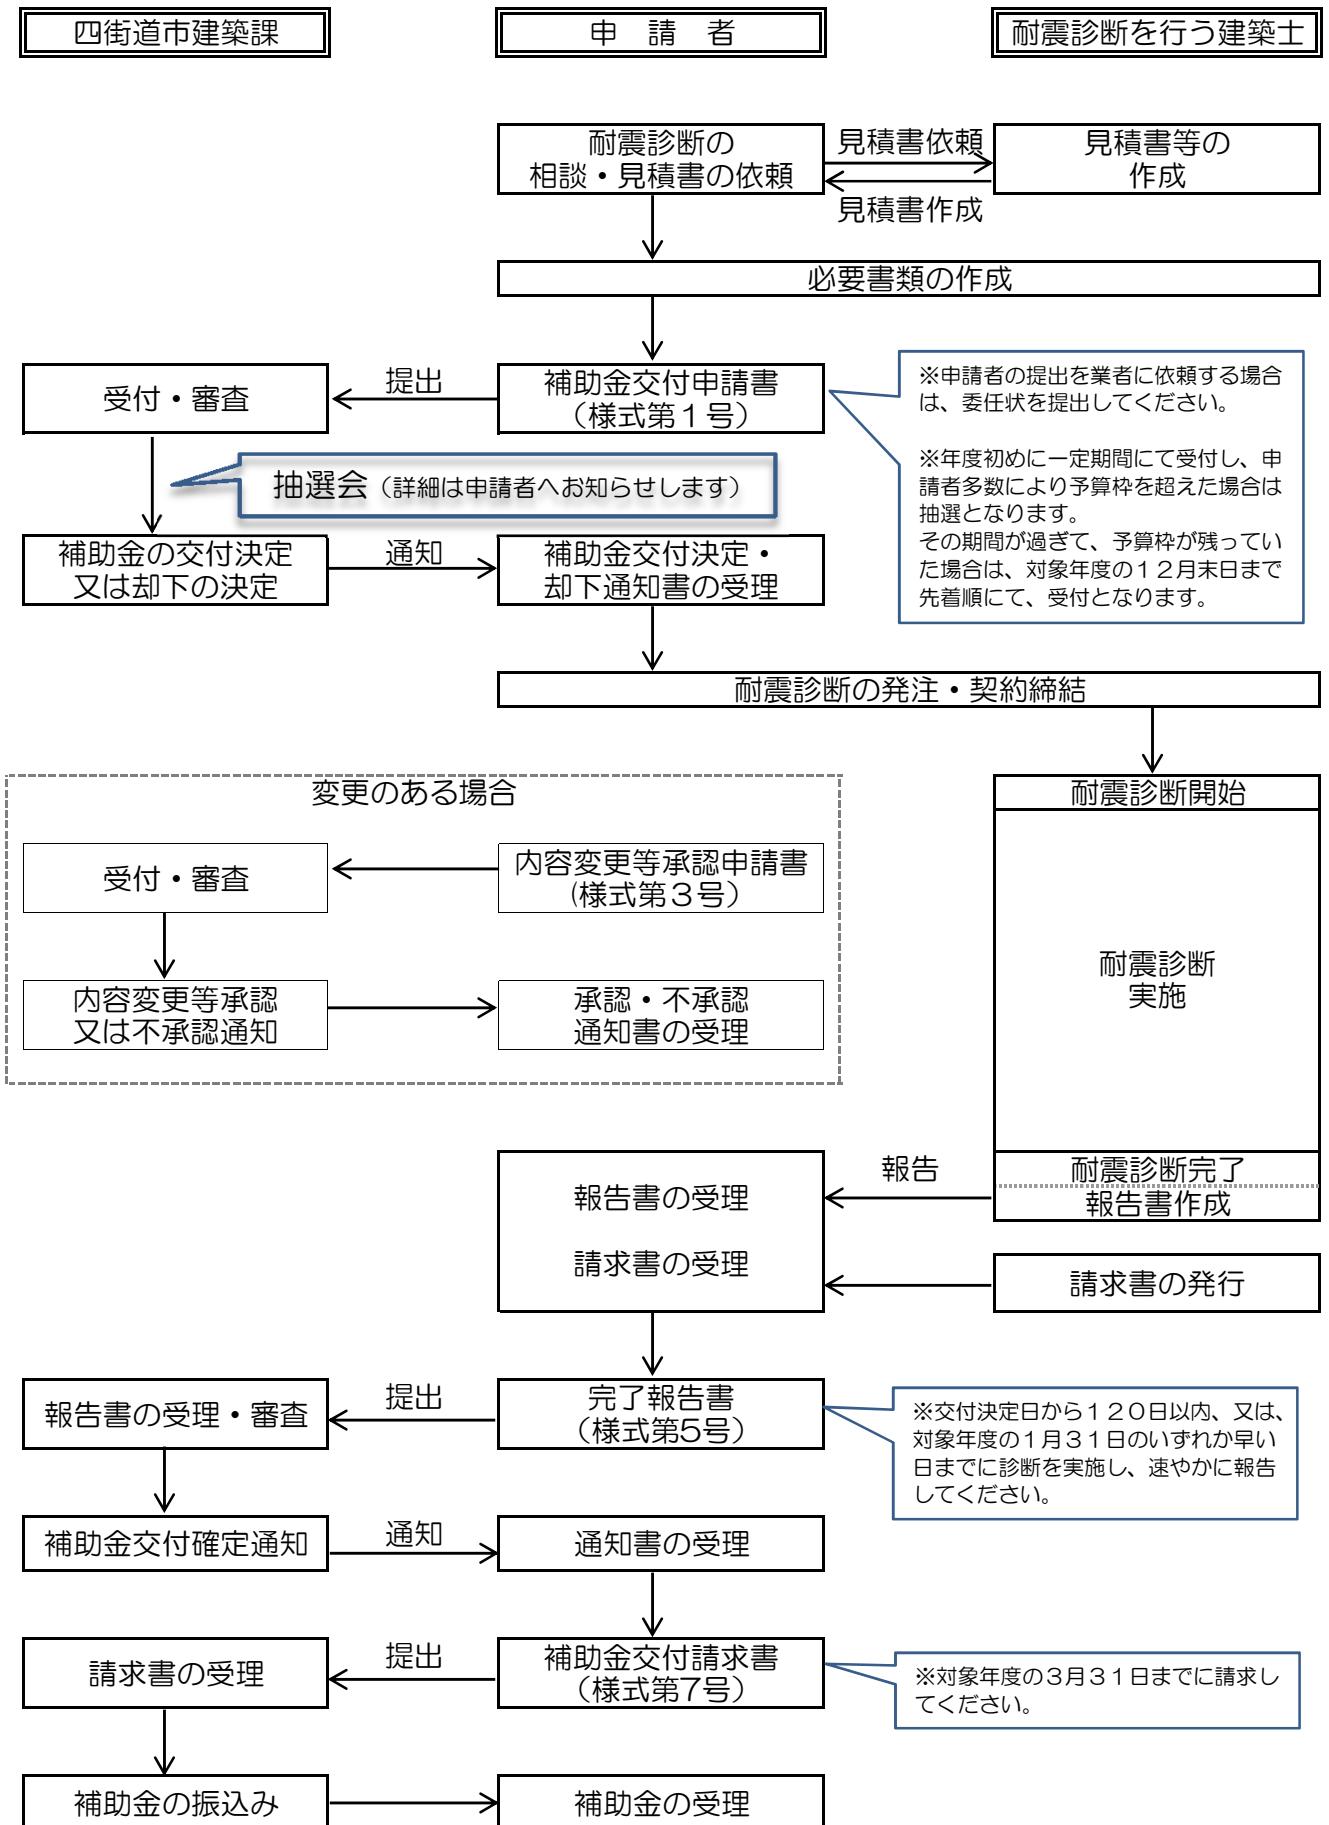 四街道市建築課
申　請　者
耐震診断を行う建築士
耐震診断の
相談・見積書の依頼
見積書依頼
見積書作成
見積書等の
作成
必要書類の作成
受付・審査
提出
補助金交付申請書
（様式第１号）
※申請者の提出を業者に依頼する場合
は、委任状を提出してください。
※年度初めに一定期間にて受付し、申
請者多数により予算枠を超えた場合は
抽選となります。
その期間が過ぎて、予算枠が残ってい
た場合は、対象年度の１２月末日まで
先着順にて、受付となります。
抽選会（詳細は申請者へお知らせします）
補助金の交付決定
又は却下の決定
通知
補助金交付決定・
却下通知書の受理
耐震診断の発注・契約締結
変更のある場合
受付・審査
内容変更等承認申請書
(様式第３号）
内容変更等承認
又は不承認通知
承認・不承認
通知書の受理
耐震診断開始
耐震診断
実施
耐震診断完了
報告書作成
報告
報告書の受理
請求書の受理
請求書の発行
報告書の受理・審査
提出
完了報告書
（様式第5号）
※交付決定日から１２０日以内、又は、
対象年度の１月３１日のいずれか早い
日までに診断を実施し、速やかに報告
してください。
補助金交付確定通知
通知
通知書の受理
請求書の受理
提出
補助金交付請求書
（様式第7号）
※対象年度の３月３１日までに請求し
てください。
補助金の振込み
補助金の受理